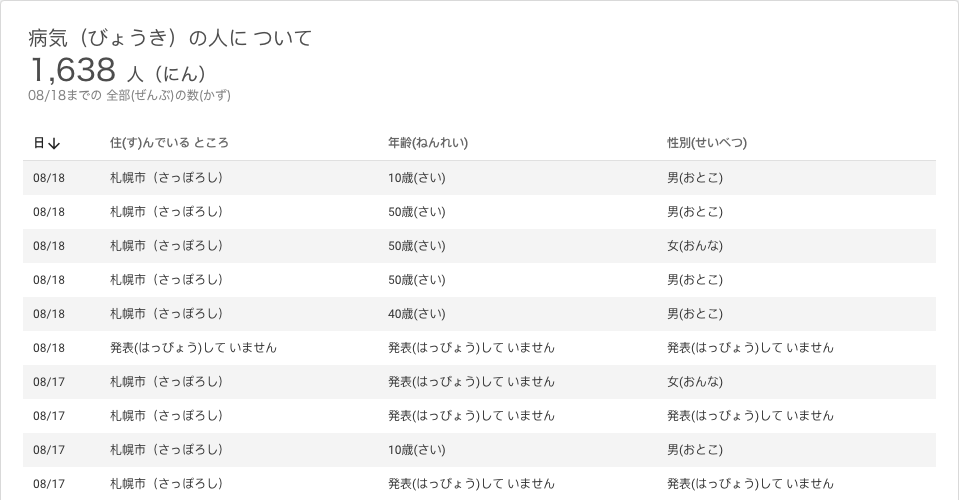 病気（びょうき）の人に ついて
1,638 人（にん）
08/18までの 全部(ぜんぶ)の数(かず)
日↓ 住(す)んでいる ところ 年齢(ねんれい) 性別(せいべつ)
08/18 札幌市（さっぽろし） 10歳(さい) 男(おとこ)
08/18 札幌市（さっぽろし） 50歳(さい) 男(おとこ)
08/18 札幌市（さっぽろし） 50歳(さい) 女(おんな)
08/18 札幌市（さっぽろし） 50歳(さい) 男(おとこ)
08/18 札幌市（さっぽろし） 40歳(さい) 男(おとこ)
08/18 発表(はっぴょう)して いません 発表(はっぴょう)して いません 発表(はっぴょう)して いません
08/17 札幌市（さっぽろし） 発表(はっぴょう)して いません 女(おんな)
08/17 札幌市（さっぽろし） 発表(はっぴょう)して いません 発表(はっぴょう)して いません
08/17 札幌市（さっぽろし） 10歳(さい) 男(おとこ)
08/17 札幌市（さっぽろし） 発表(はっぴょう)して いません 発表(はっぴょう)して いません